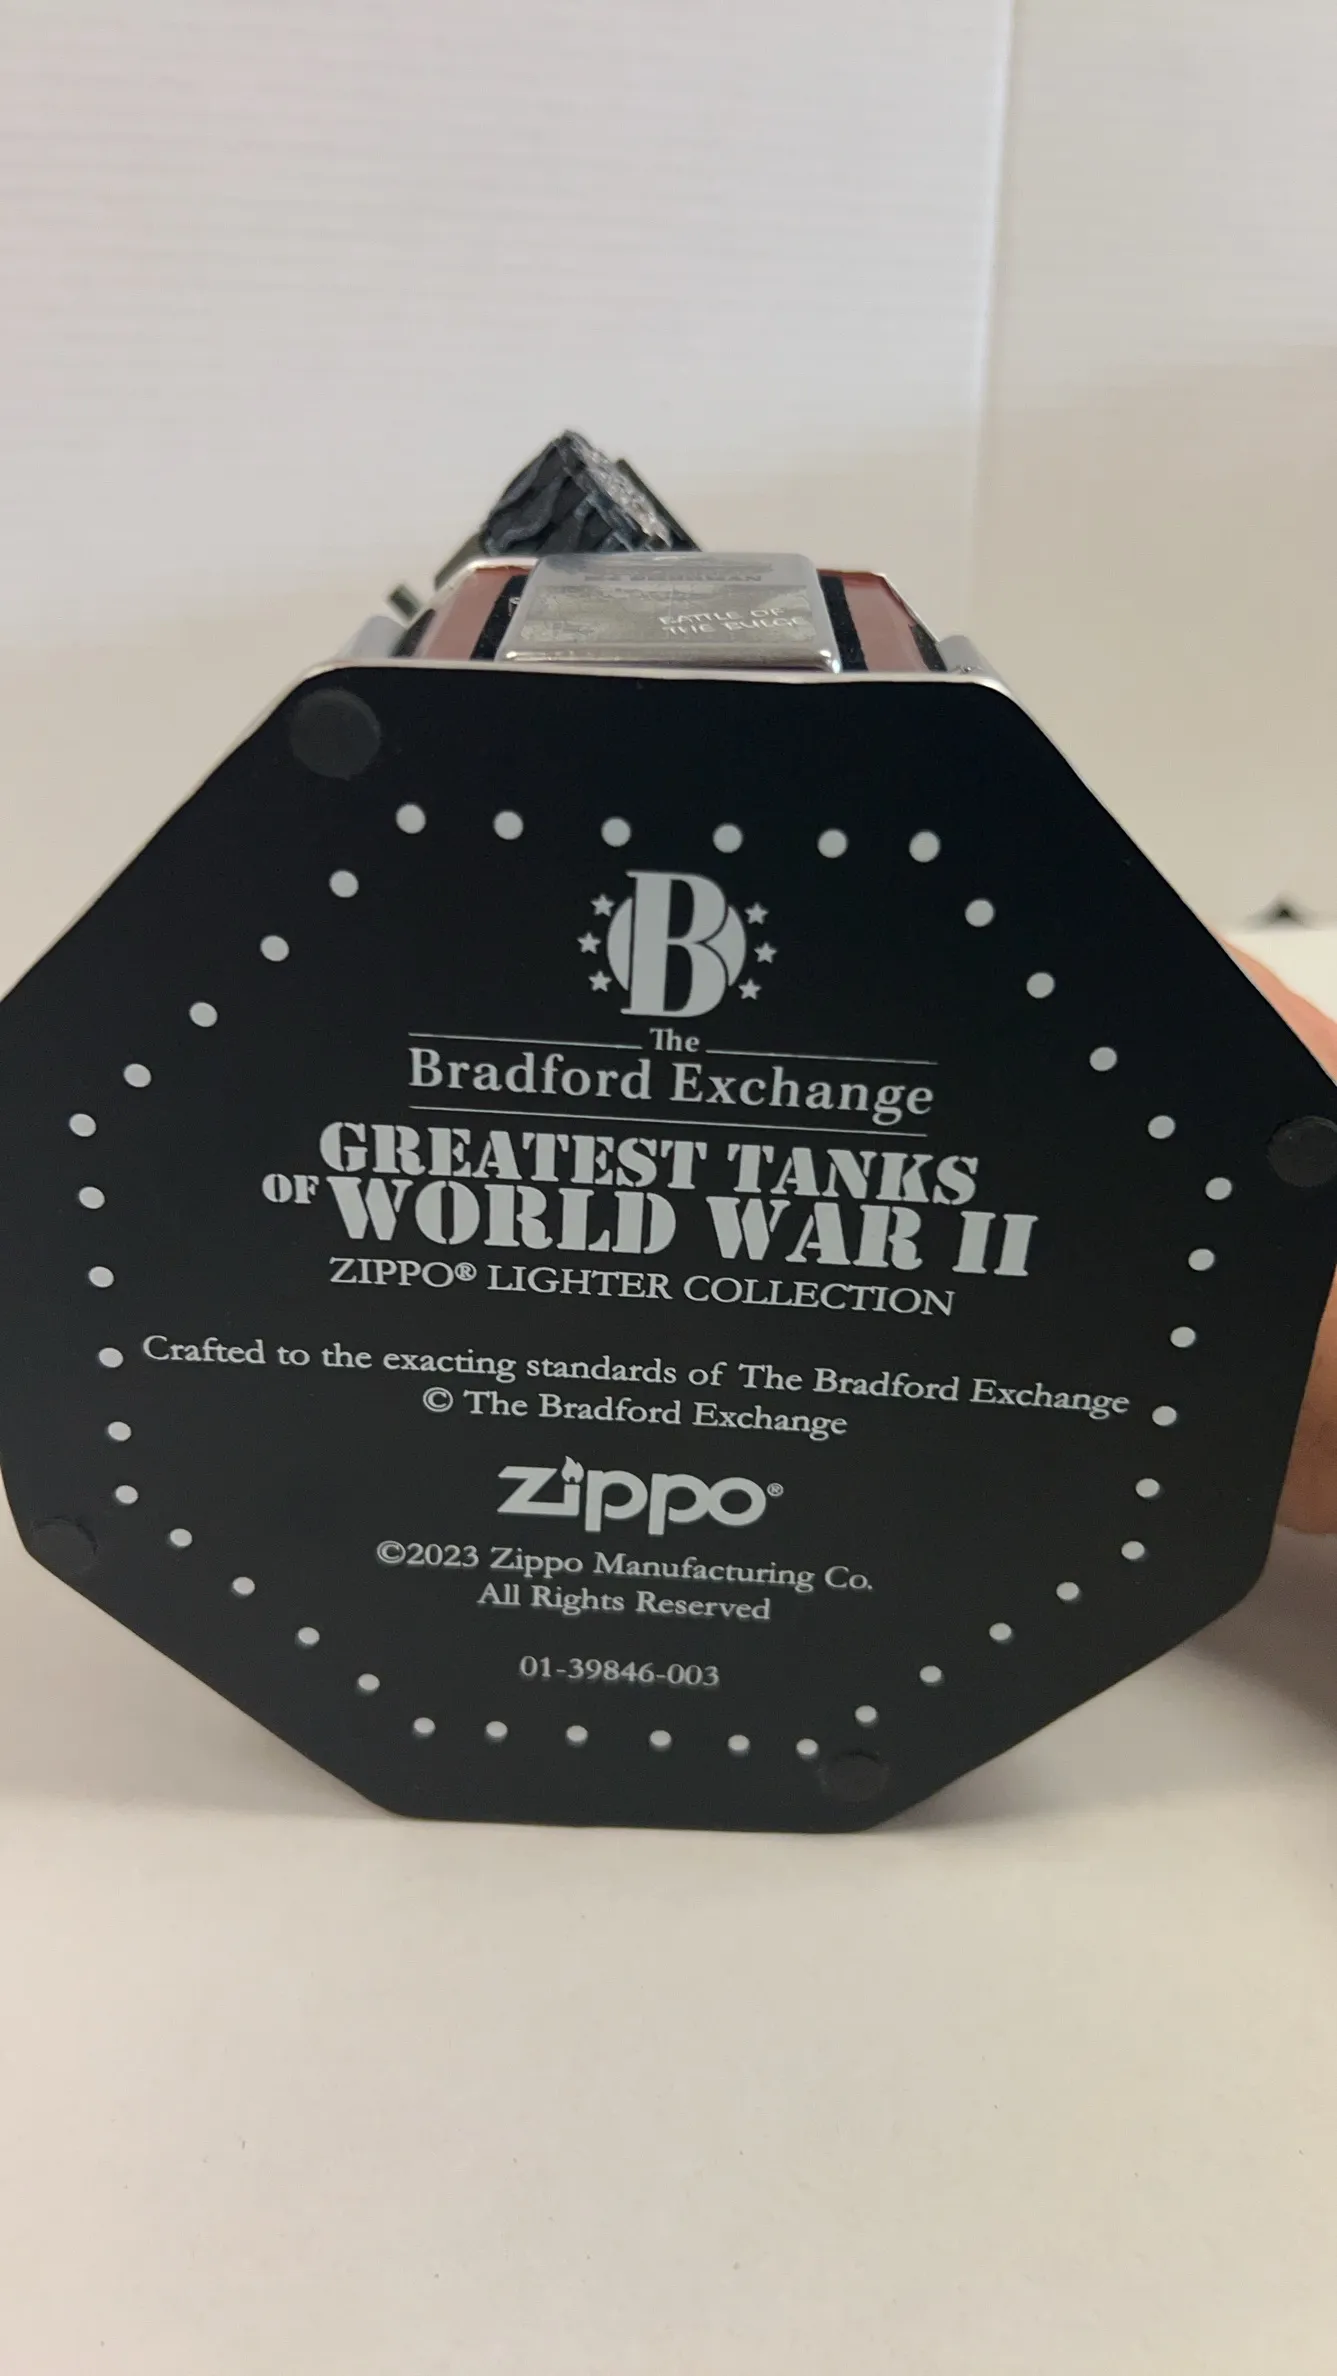 M4 SHERMAN
BATTLE OF
THE BULGE
B
The
Bradford Exchange
GREATEST TANKS
OF WORLD WAR II
ZIPPO® LIGHTER COLLECTION
Crafted to the exacting standards of The Bradford Exchange
© The Bradford Exchange
zippo®
©2023 Zippo Manufacturing Co.
All Rights Reserved
01-39846-003